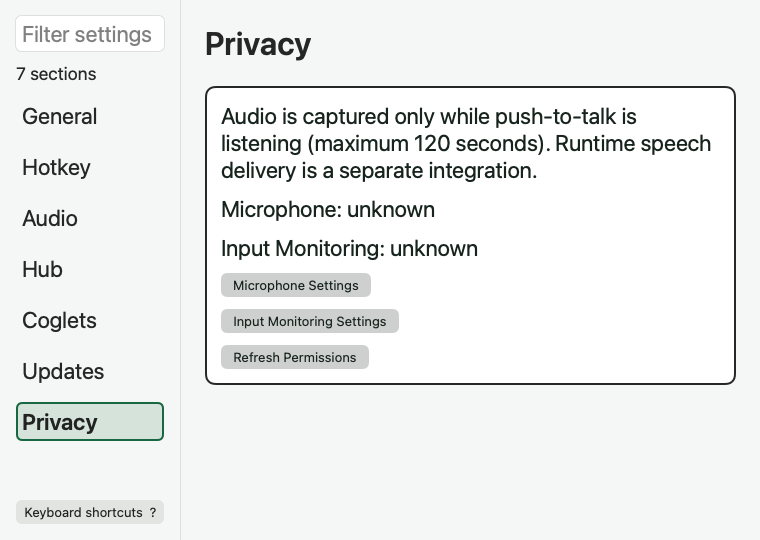 Filter settings
7 sections
General
Hotkey
Audio
Hub
Coglets
Updates
Privacy
Keyboard shortcuts ?
Privacy
Audio is captured only while push-to-talk is
listening (maximum 120 seconds). Runtime speech
delivery is a separate integration.
Microphone: unknown
Input Monitoring: unknown
Microphone Settings
Input Monitoring Settings
Refresh Permissions